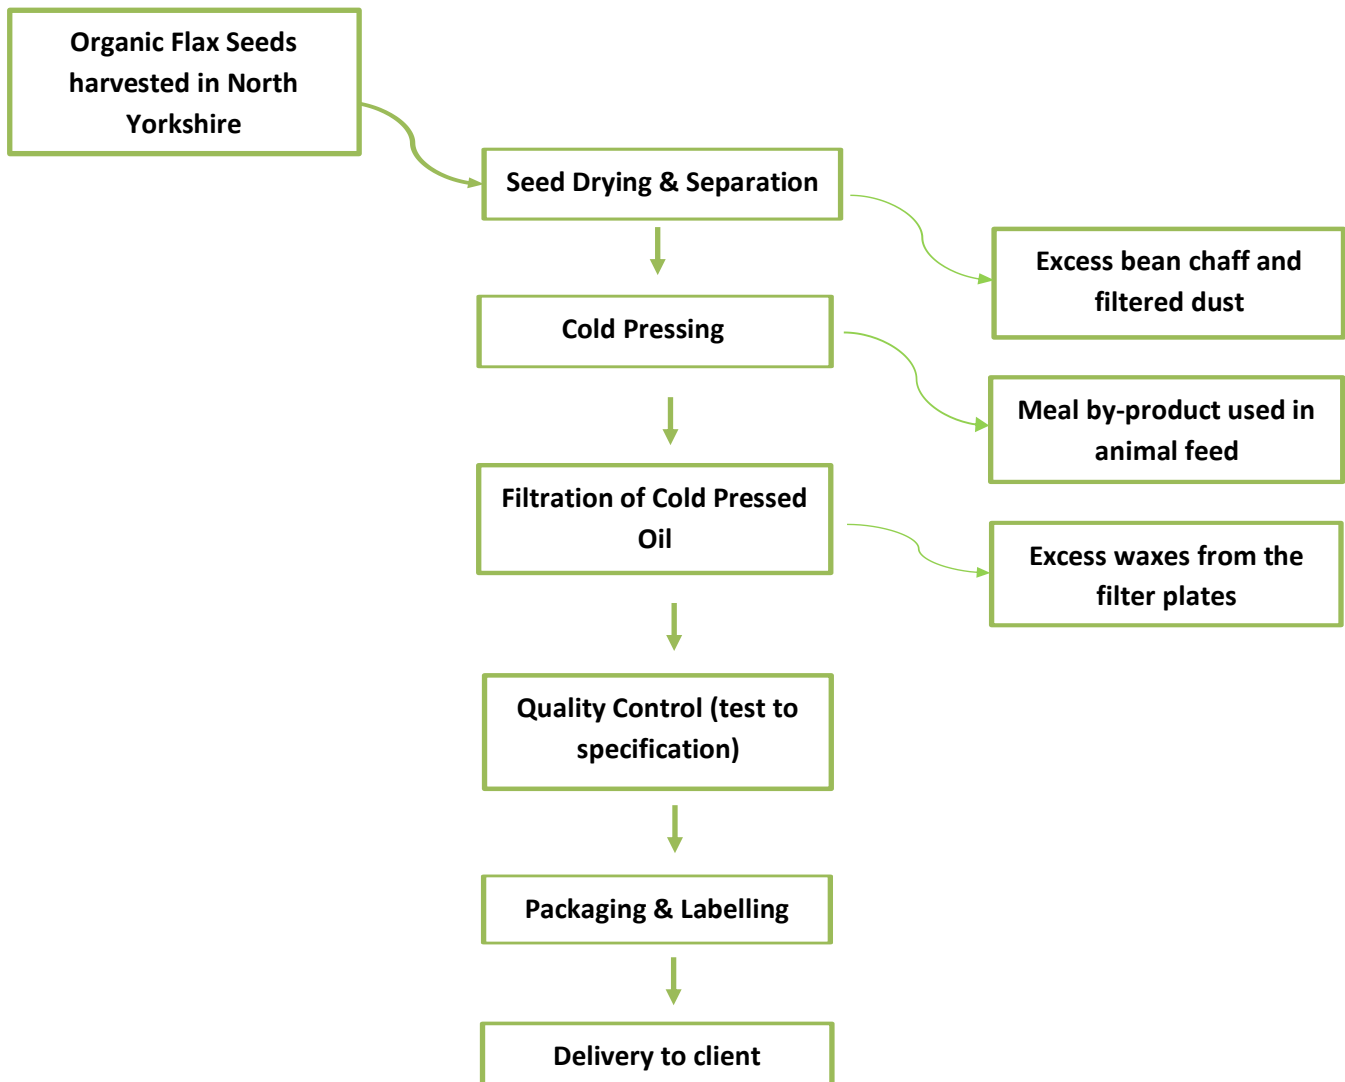 Organic Flax Seeds
harvested in North
Yorkshire
Seed Drying & Separation
Excess bean chaff and
filtered dust
Cold Pressing
Meal by-product used in
animal feed
Filtration of Cold Pressed
Oil
Excess waxes from the
filter plates
Quality Control (test to
specification)
Packaging & Labelling
Delivery to client